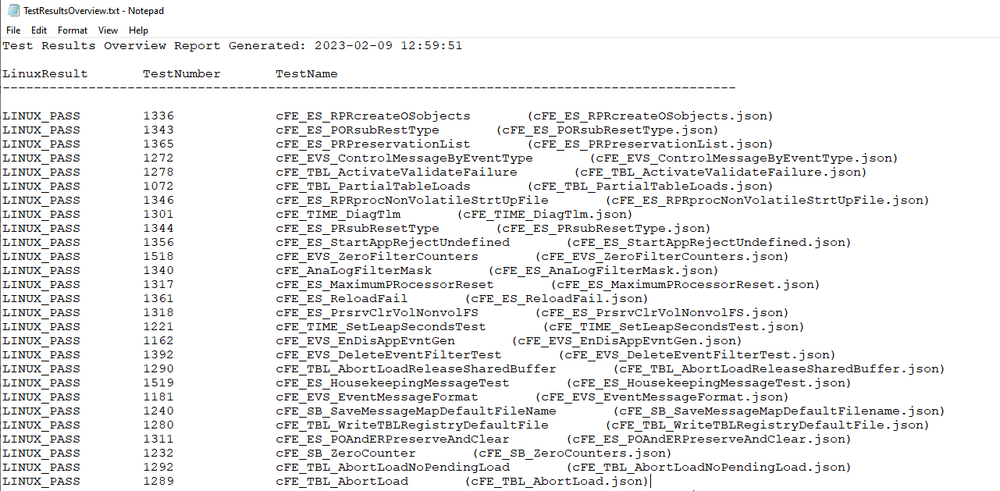 TestResultsOverview.txt - Notepad
File Edit Format View Help
Test Results Overview Report Generated: 2023-02-09 12:59:51
LinuxResult TestNumber TestName
----------------------------------------------------------------------------------------------
LINUX_PASS 1336 cFE_ES_RPRcreateOSobjects (cFE_ES_RPRcreateOSobjects.json)
LINUX_PASS 1343 cFE_ES_PORsubRestType (cFE_ES_PORsubResetType.json)
LINUX_PASS 1365 cFE_ES_PRPreservationList (cFE_ES_PRPreservationList.json)
LINUX_PASS 1272 cFE_EVS_ControlMessageByEventType (cFE_EVS_ControlMessageByEventType.json)
LINUX_PASS 1278 cFE_TBL_ActivateValidateFailure (cFE_TBL_ActivateValidateFailure.json)
LINUX_PASS 1072 cFE_TBL_PartialTableLoads (cFE_TBL_PartialTableLoads.json)
LINUX_PASS 1346 cFE_ES_RPRprocNonVolatileStrtUpFile (cFE_ES_RPRprocNonVolatileStrtUpFile.json)
LINUX_PASS 1301 cFE_TIME_DiagTlm (cFE_TIME_DiagTlm.json)
LINUX_PASS 1344 cFE_ES_PRsubResetType (cFE_ES_PRsubResetType.json)
LINUX_PASS 1356 cFE_ES_StartAppRejectUndefined (cFE_ES_StartAppRejectUndefined.json)
LINUX_PASS 1518 cFE_EVS_ZeroFilterCounters (cFE_EVS_ZeroFilterCounters.json)
LINUX_PASS 1340 cFE_AnaLogFilterMask (cFE_ES_AnaLogFilterMask.json)
LINUX_PASS 1317 cFE_ES_MaximumPRocessorReset (cFE_ES_MaximumPRocessorReset.json)
LINUX_PASS 1361 cFE_ES_ReloadFail (cFE_ES_ReloadFail.json)
LINUX_PASS 1318 cFE_ES_PrsrvClrVolNonvolFS (cFE_ES_PrsrvClrVolNonvolFS.json)
LINUX_PASS 1221 cFE_TIME_SetLeapSecondsTest (cFE_TIME_SetLeapSecondsTest.json)
LINUX_PASS 1162 cFE_EVS_EnDisAppEvntGen (cFE_EVS_EnDisAppEvntGen.json)
LINUX_PASS 1392 cFE_EVS_DeleteEventFilterTest (cFE_EVS_DeleteEventFilterTest.json)
LINUX_PASS 1290 cFE_TBL_AbortLoadReleaseSharedBuffer (cFE_TBL_AbortLoadReleaseSharedBuffer.json)
LINUX_PASS 1519 cFE_ES_HousekeepingMessageTest (cFE_ES_HousekeepingMessageTest.json)
LINUX_PASS 1181 cFE_EVS_EventMessageFormat (cFE_EVS_EventMessageFormat.json)
LINUX_PASS 1240 cFE_SB_SaveMessageMapDefaultFileName (cFE_SB_SaveMessageMapDefaultFilename.json)
LINUX_PASS 1280 cFE_TBL_WriteTBLRegistryDefaultFile (cFE_TBL_WriteTBLRegistryDefaultFile.json)
LINUX_PASS 1311 cFE_ES_POAndERPreserveAndClear (cFE_ES_POAndERPreserveAndClear.json)
LINUX_PASS 1232 cFE_SB_ZeroCounter (cFE_SB_ZeroCounters.json)
LINUX_PASS 1292 cFE_TBL_AbortLoadNoPendingLoad (cFE_TBL_AbortLoadNoPendingLoad.json)
LINUX_PASS 1289 cFE_TBL_AbortLoad (cFE_TBL_AbortLoad.json)